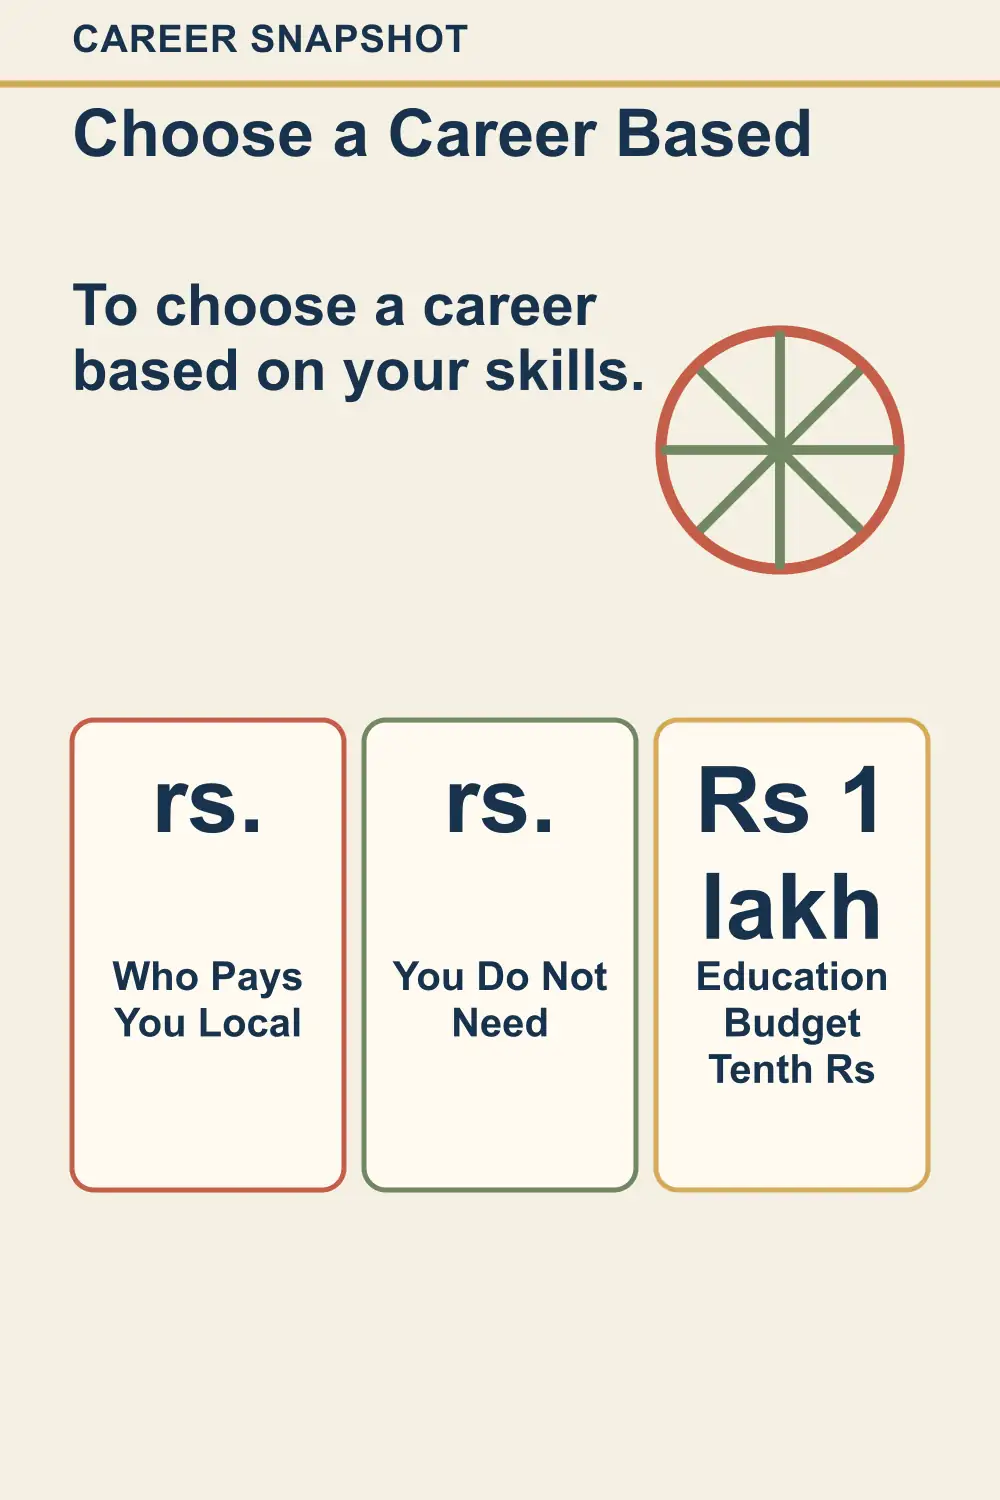 CAREER SNAPSHOT
Choose a Career Based
To choose a career
based on your skills.
rs.
Who Pays
You Local
rs.
You Do Not
Need
Rs 1
lakh
Education
Budget
Tenth Rs